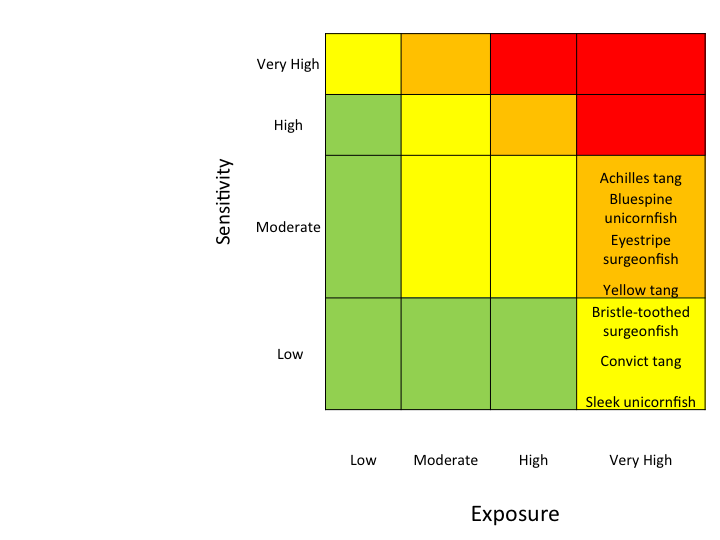 Very High
High
Sensitivity
Moderate
Achilles tang
Bluespine
unicornfish
Eyestripe
surgeonfish
Yellow tang
Low
Bristle-toothed
surgeonfish
Convict tang
Sleek unicornfish
Low
Moderate
High
Very High
Exposure